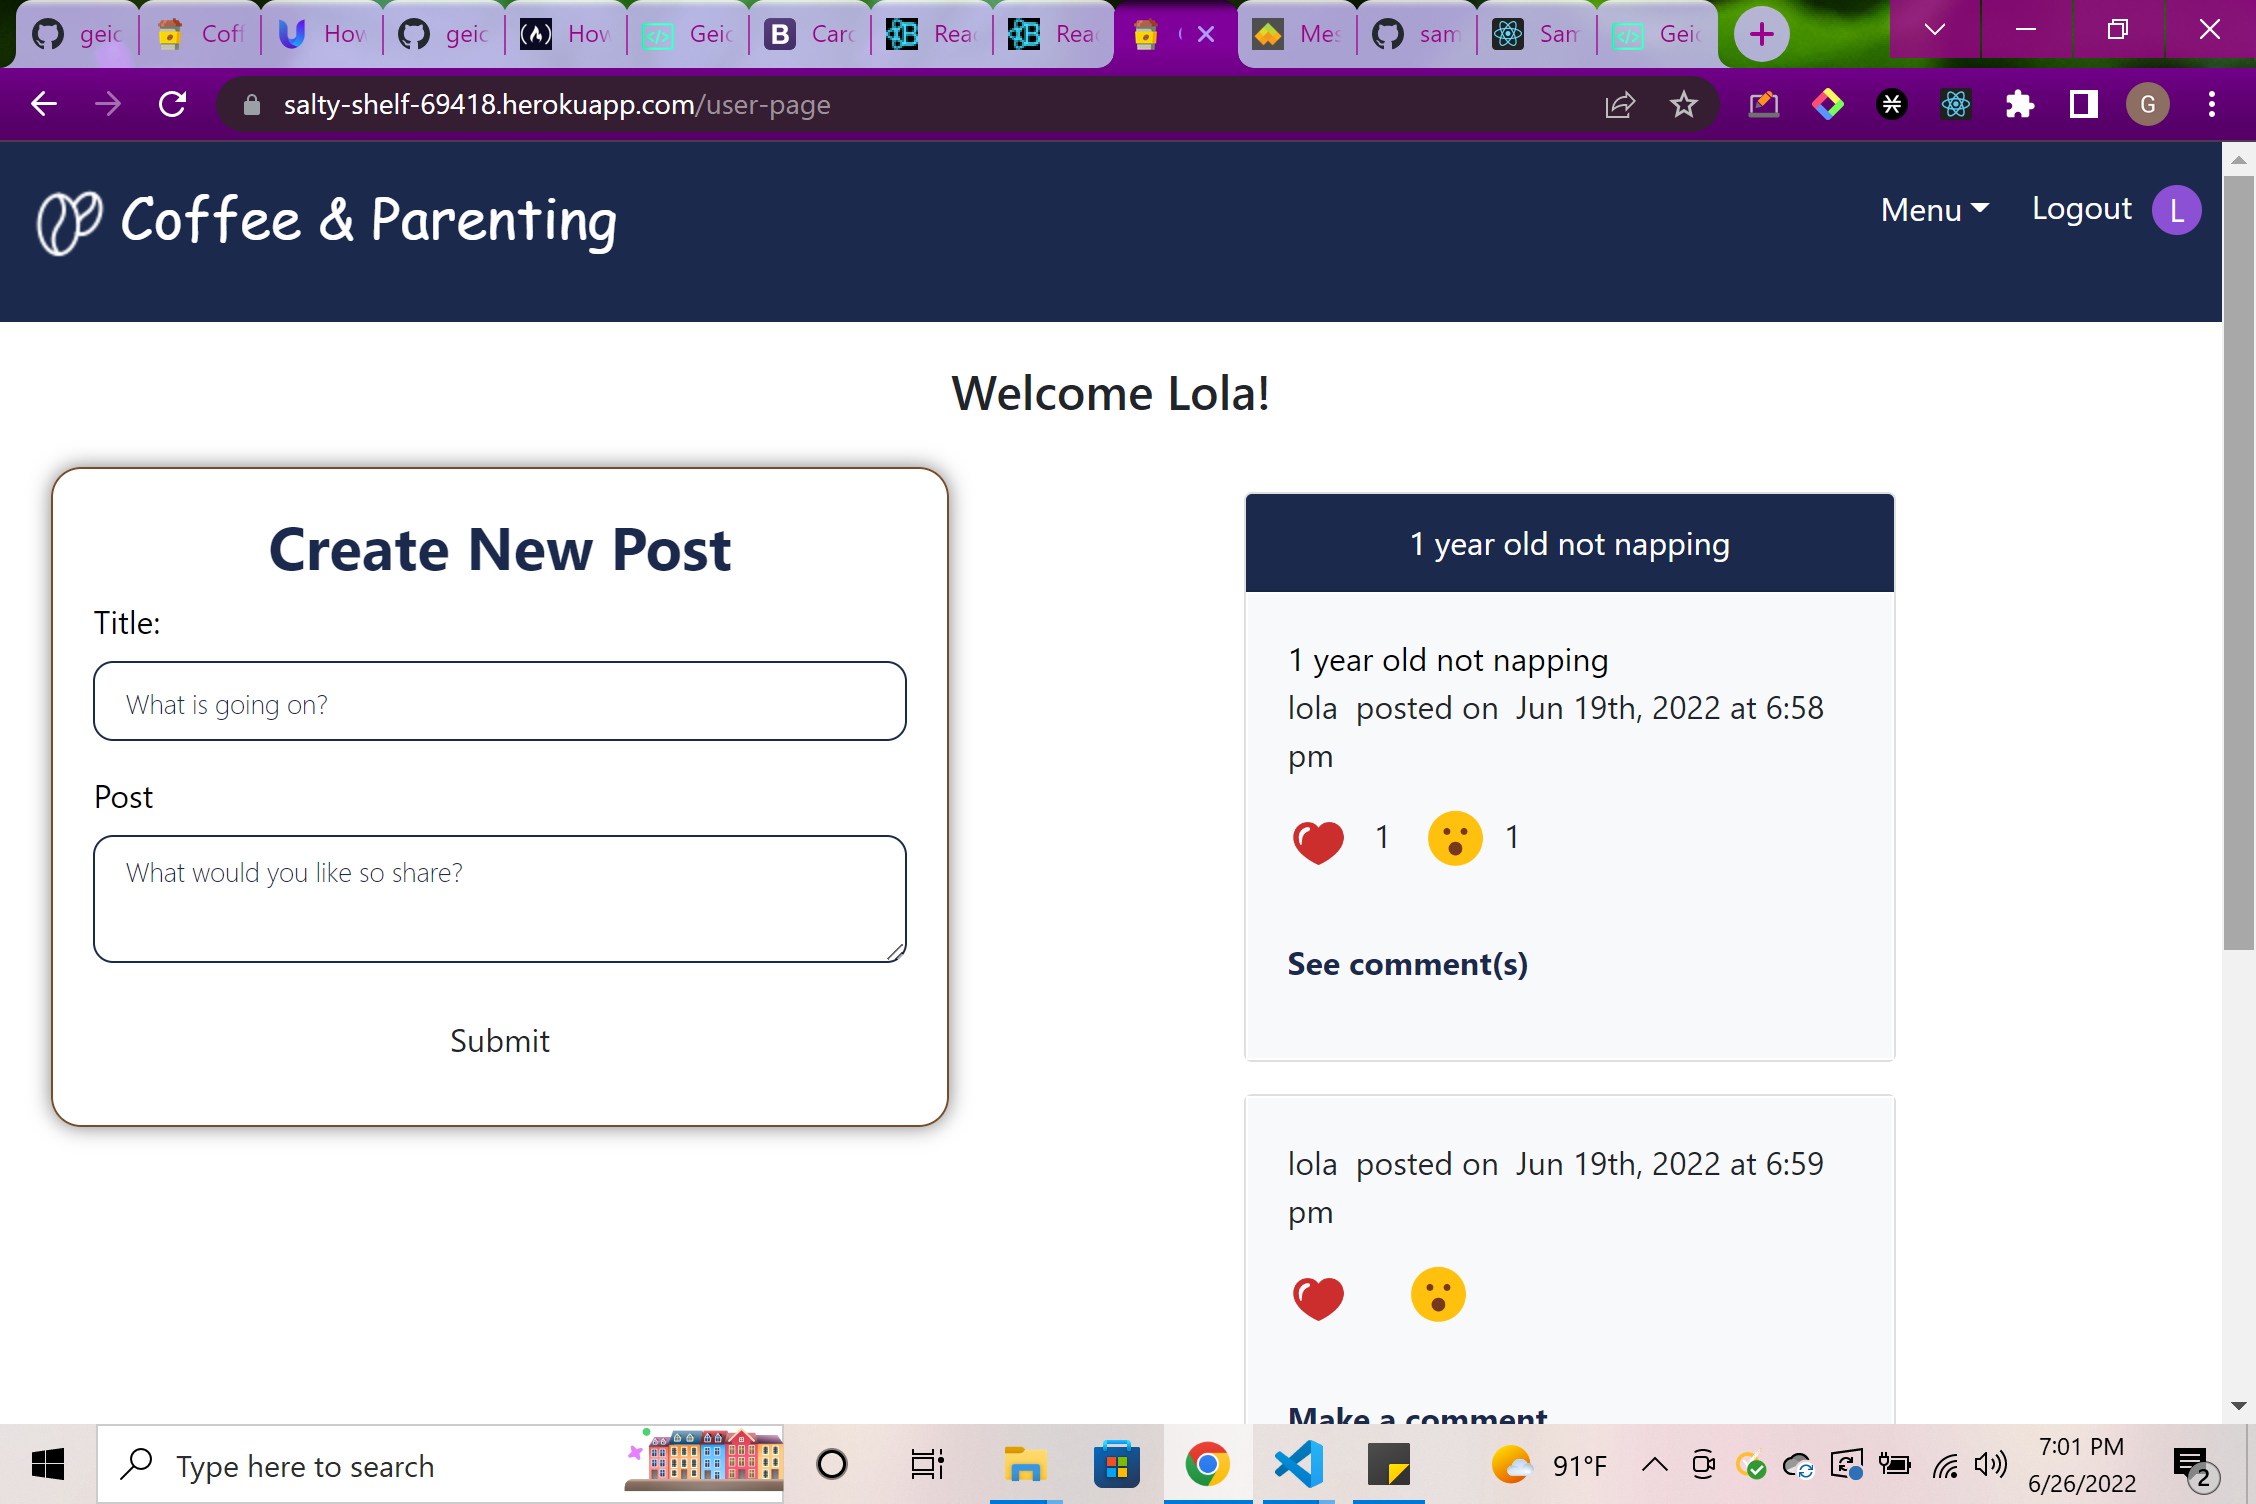 geic
Coff
How
geic
How
Geic
Card
Rea
Rea
Mes
sam
Sam
Geic
salty-shelf-69418.herokuapp.com/user-page
G
Coffee & Parenting
Menu
Logout
L
Welcome Lola!
Create New Post
Title:
What is going on?
Post
What would you like so share?
Submit
1 year old not napping
1 year old not napping
lola posted on Jun 19th, 2022 at 6:58
pm
1
1
See comment(s)
lola posted on Jun 19th, 2022 at 6:59
pm
Make a comment
Type here to search
91°F
7:01 PM
6/26/2022
2